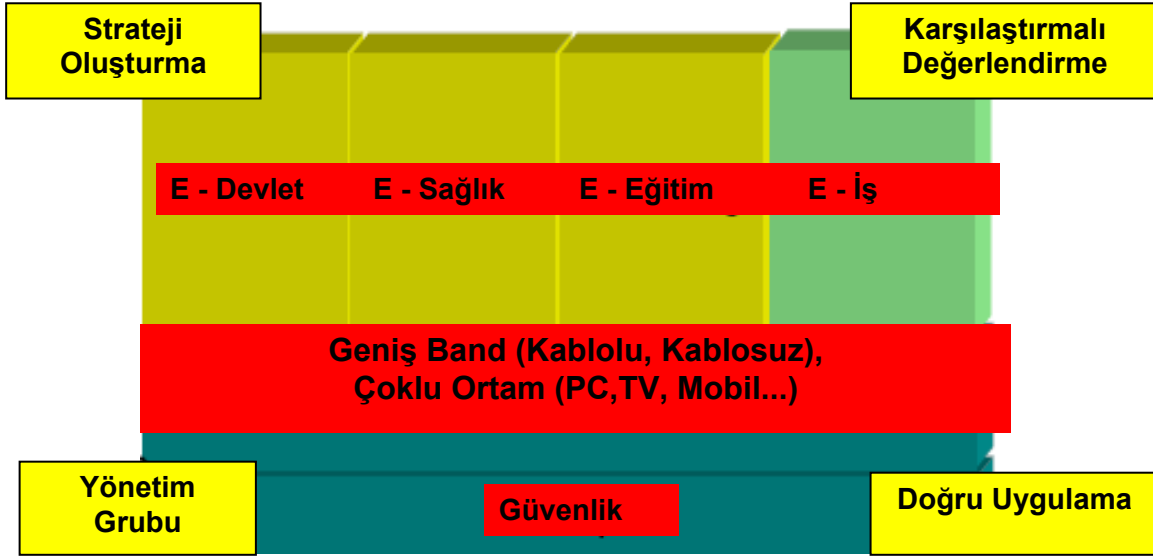 Strateji
Oluşturma
Karşılaştırmalı
Değerlendirme
E - Devlet E - Sağlık E - Eğitim E - İş
Geniş Band (Kablolu, Kablosuz),
Çoklu Ortam (PC,TV, Mobil...)
Yönetim
Grubu
Güvenlik
Doğru Uygulama